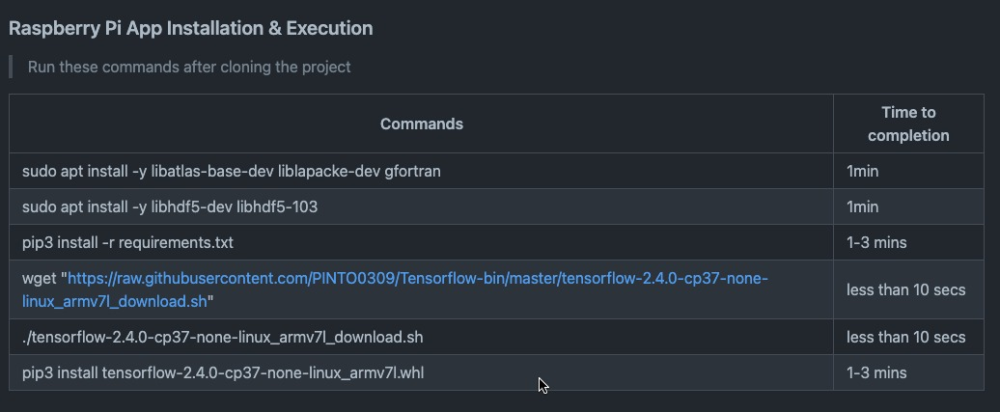 Raspberry Pi App Installation & Execution
Run these commands after cloning the project
Commands
Time to
completion
sudo apt install -y libatlas-base-dev liblapacke-dev gfortran
1min
sudo apt install -y libhdf5-dev libhdf5-103
1min
pip3 install -r requirements.txt
1-3 mins
wget "https://raw.githubusercontent.com/PINTO0309/Tensorflow-bin/master/tensorflow-2.4.0-cp37-none-
linux_armv7l_download.sh"
less than 10 secs
./tensorflow-2.4.0-cp37-none-linux_armv7l_download.sh
less than 10 secs
pip3 install tensorflow-2.4.0-cp37-none-linux_armv7l.whl
1-3 mins